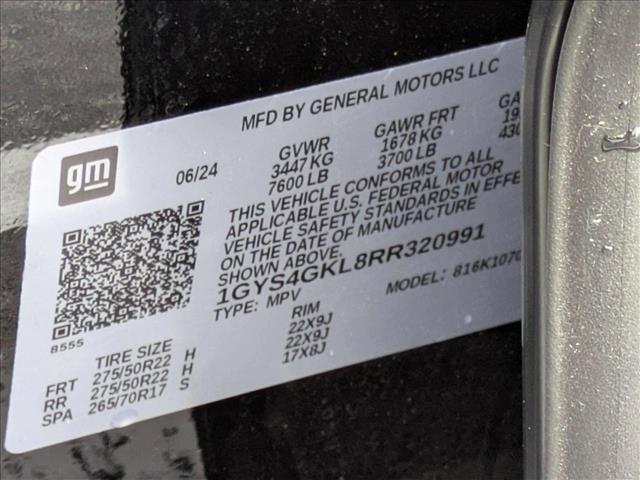 MFD BY GENERAL MOTORS LLC
gm
06/24
GVWR
3447 KG
7600 LB
GAWR FRT
1678 KG
3700 LB
THIS VEHICLE CONFORMS TO ALL
APPLICABLE U.S. FEDERAL MOTOR
VEHICLE SAFETY STANDARDS IN EFFE
ON THE DATE OF MANUFACTURE
SHOWN ABOVE.
1GYS4GKL8RR320991
TYPE: MPV
MODEL: 816K1070
8555
TIRE SIZE
RIM
FRT 275/50R22 H 22X9J
RR 275/50R22 H 22X9J
SPA 265/70R17 S 17X8J